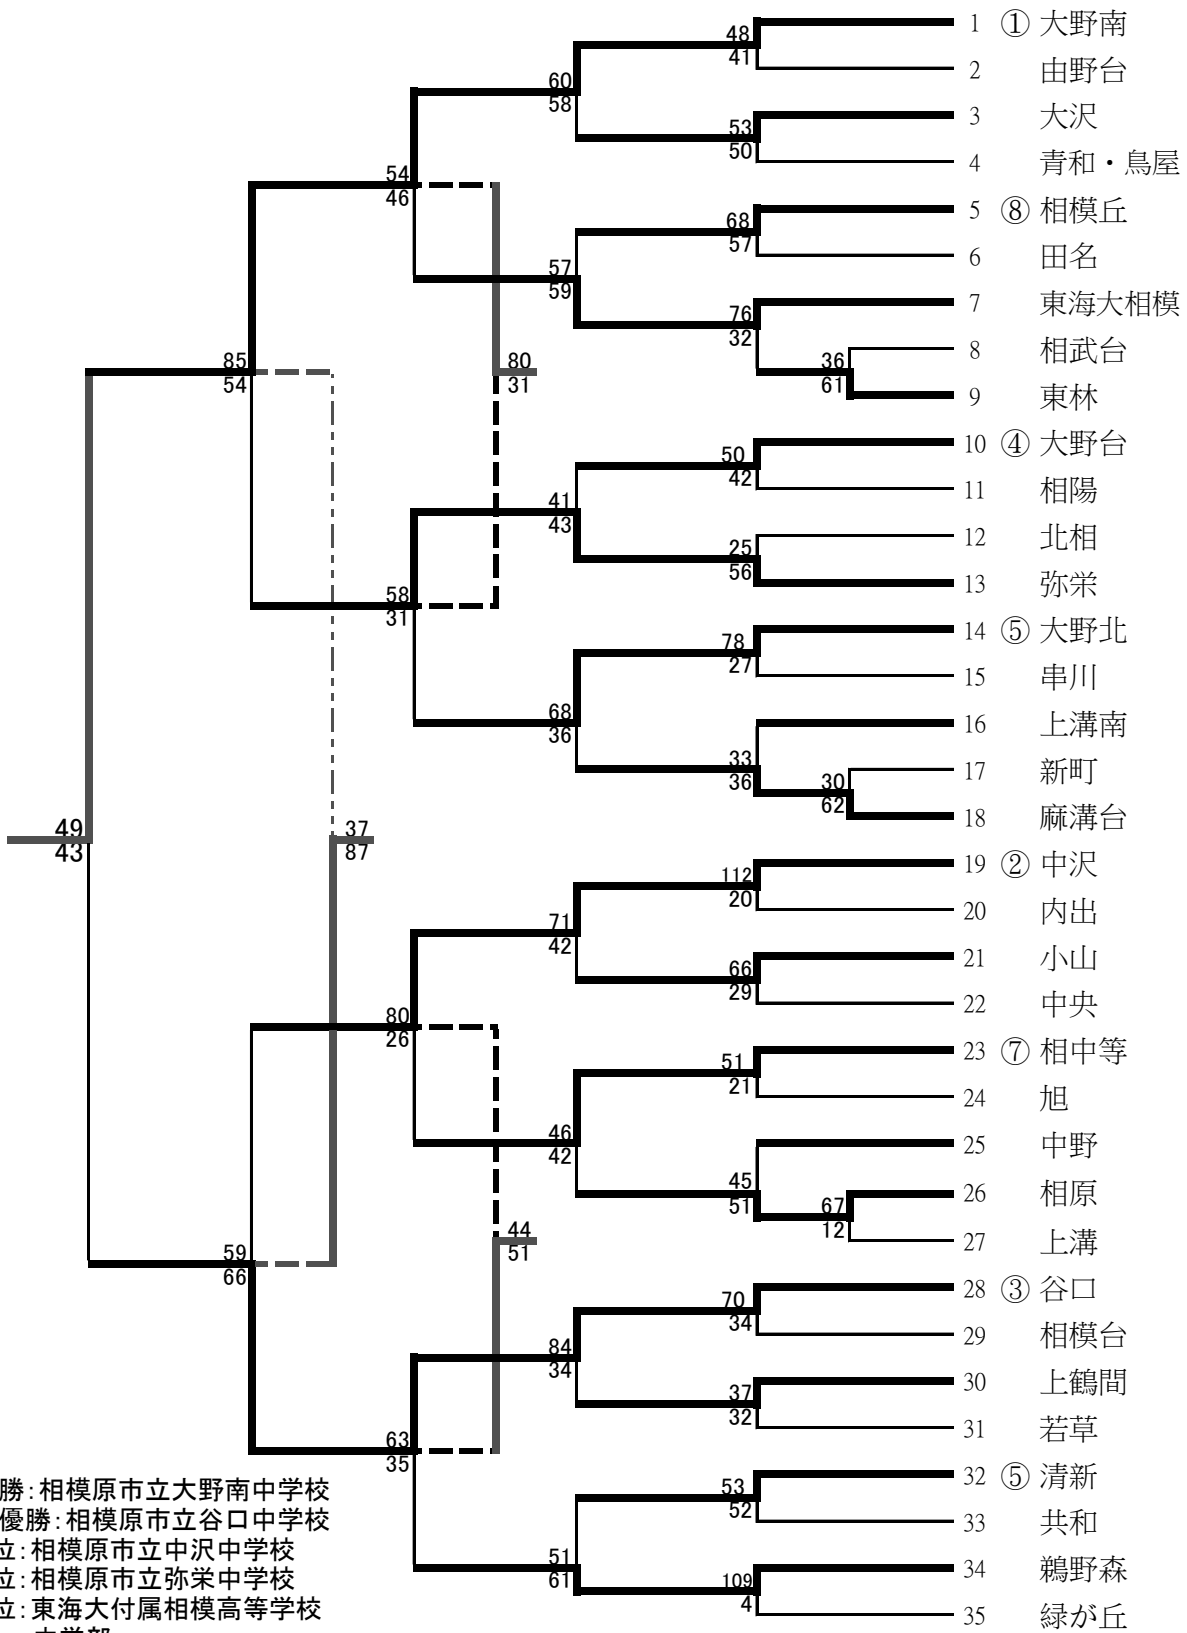 1 ① 大野南
48
41
2 由野台
60
58
3 大沢
53
50
4 青和・鳥屋
54
46
5 ⑧ 相模丘
68
57
6 田名
57
59
7 東海大相模
76
32
8 相武台
36
61
9 東林
85
54
80
31
10 ④ 大野台
50
42
11 相陽
41
43
12 北相
25
56
13 弥栄
58
31
14 ⑤ 大野北
78
27
15 串川
68
36
16 上溝南
33
36
17 新町
30
62
18 麻溝台
49
43
37
87
19 ② 中沢
112
20
20 内出
71
42
21 小山
66
29
22 中央
80
26
23 ⑦ 相中等
51
21
24 旭
46
42
25 中野
45
51
26 相原
67
12
27 上溝
44
51
59
66
28 ③ 谷口
70
34
29 相模台
84
34
30 上鶴間
37
32
31 若草
63
35
32 ⑤ 清新
53
52
33 共和
51
61
34 鵜野森
109
4
35 緑が丘
勝:相模原市立大野南中学校
優勝:相模原市立谷口中学校
位:相模原市立中沢中学校
位:相模原市立弥栄中学校
位:東海大付属相模高等学校